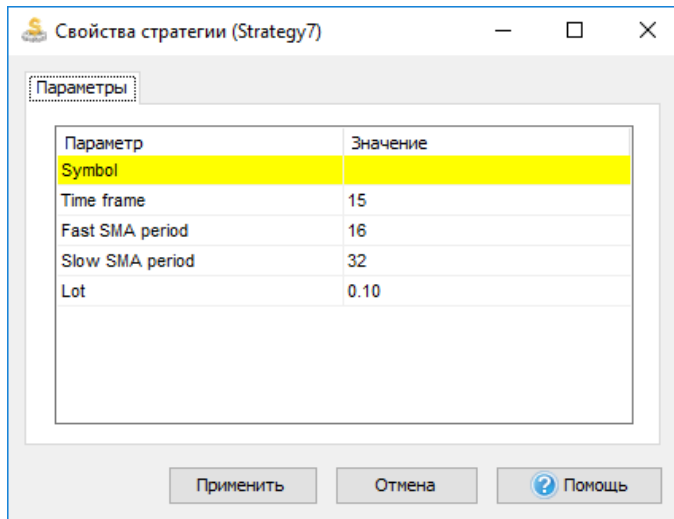 Свойства стратегии (Strategy7)
Параметры
Параметр Значение
Symbol
Time frame 15
Fast SMA period 16
Slow SMA period 32
Lot 0.10
Применить Отмена ? Помощь